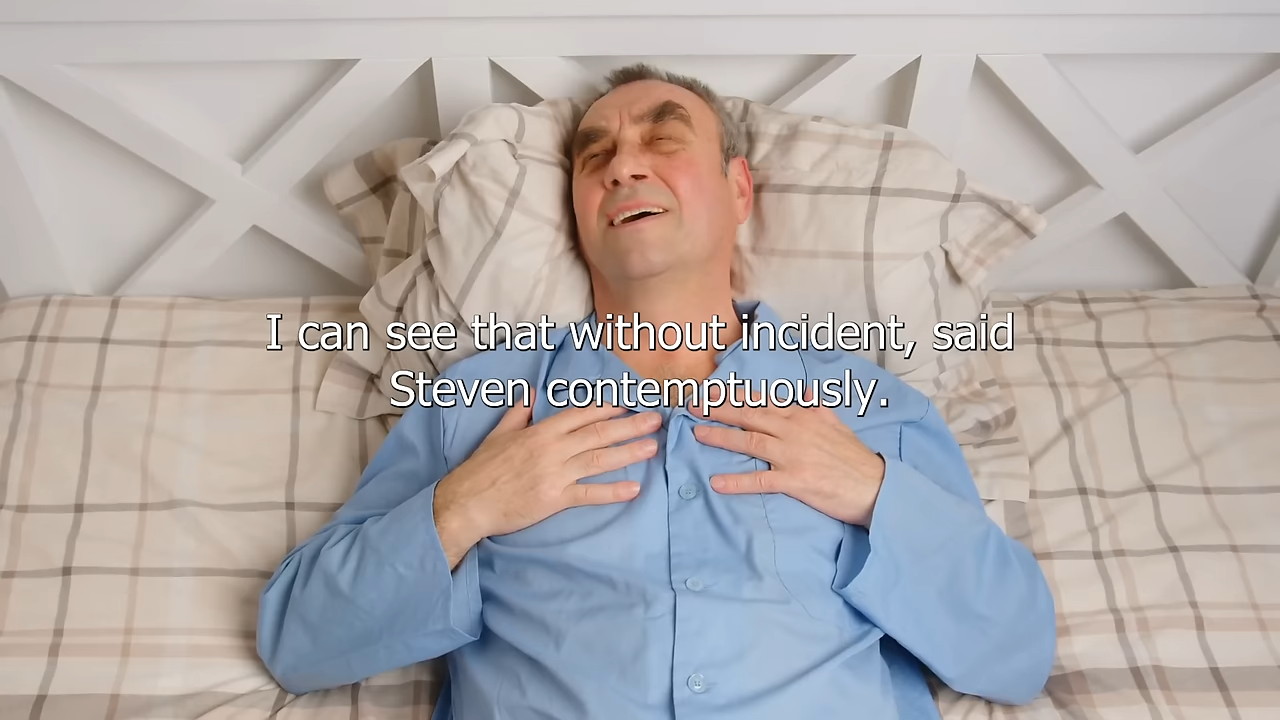 I can see that without incident, said
Steven contemptuously.